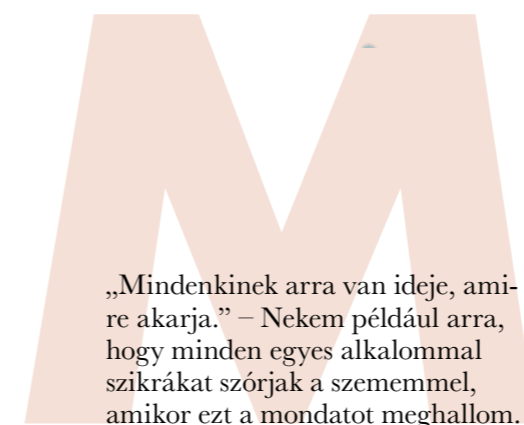 M
„Mindenkinek arra van ideje, ami-
re akarja.” – Nekem például arra,
hogy minden egyes alkalommal
szikrákat szórjak a szememmel,
amikor ezt a mondatot meghallom.